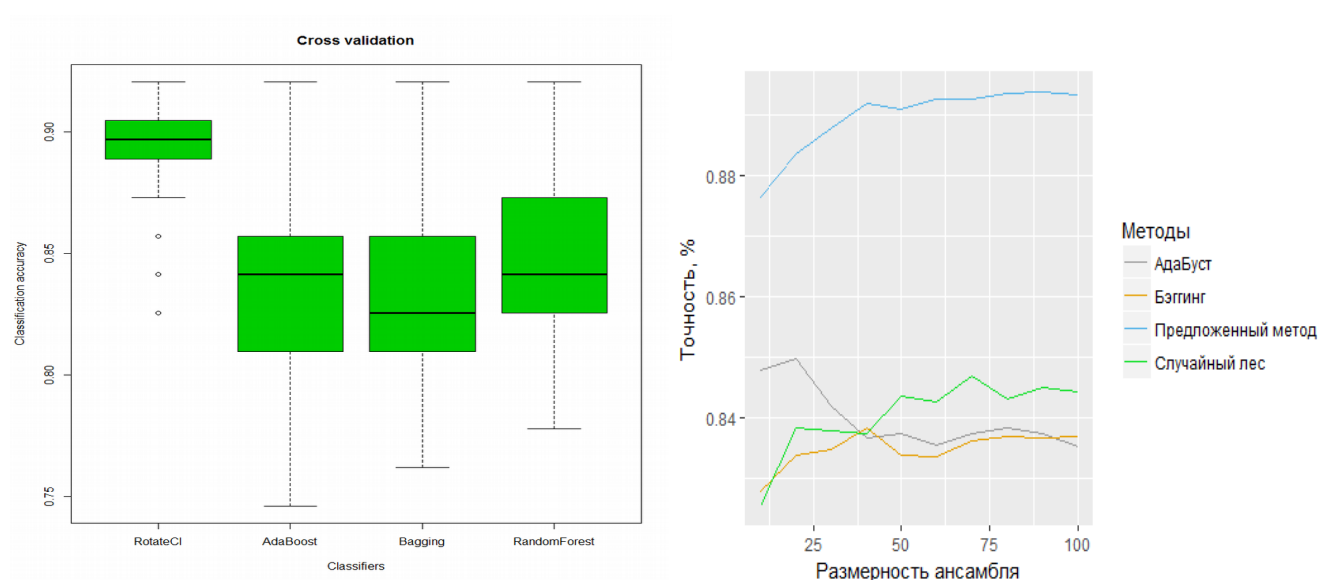 Cross validation
Classification accuracy
0.90
0.85
0.80
0.75
RotateCl
AdaBoost
Bagging
RandomForest
Classifiers
Точность, %
0.88
0.86
0.84
25
50
75
100
Размерность ансамбля
Методы
АдаБуст
Бэггинг
Предложенный метод
Случайный лес